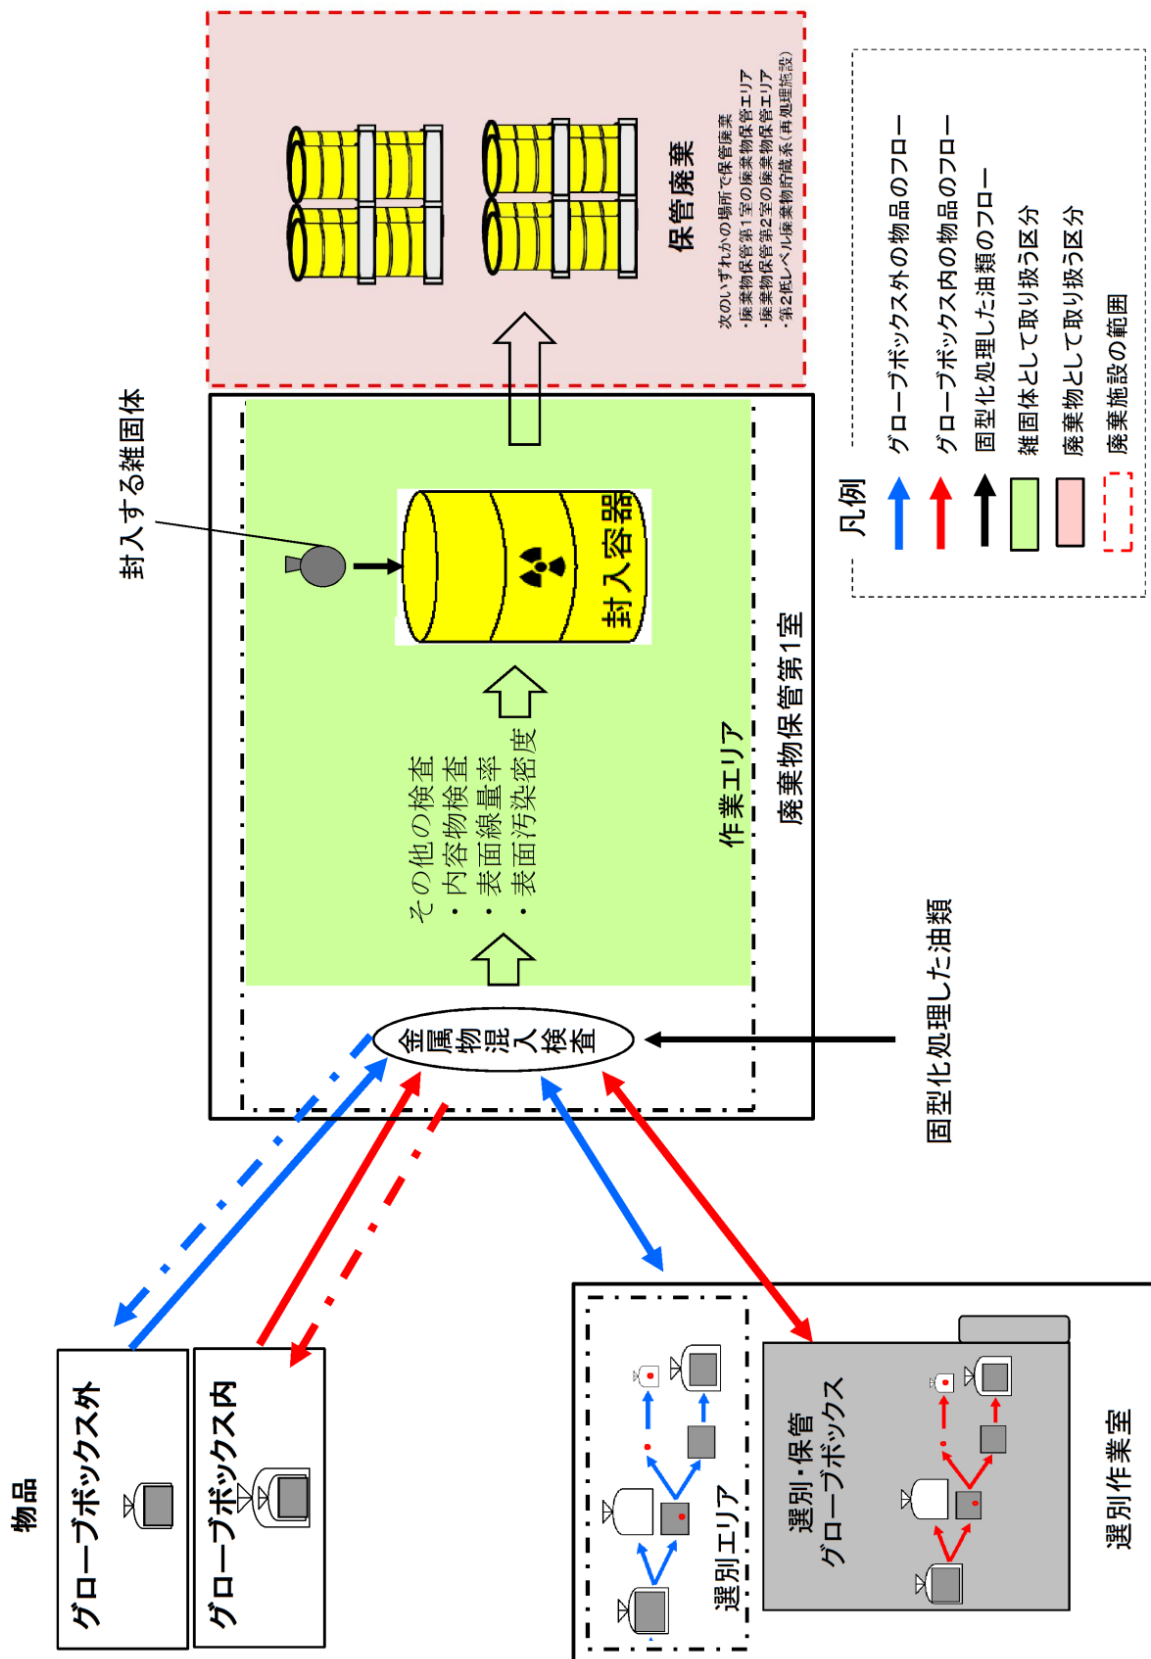 物品
グローブボックス外
グローブボックス内
金属物混入検査
その他の検査
・内容物検査
・表面線量率
・表面汚染密度
封入する雑固体
封入容器
作業エリア
廃棄物保管第1室
保管廃棄
次のいずれかの場所で保管廃棄
・廃棄物保管第1室の廃棄物保管エリア
・廃棄物保管第2室の廃棄物保管エリア
・第2低レベル廃棄物貯蔵系(再処理施設)
選別エリア
選別・保管
グローブボックス
選別作業室
固型化処理した油類
凡例
グローブボックス外の物品のフロー
グローブボックス内の物品のフロー
固型化処理した油類のフロー
雑固体として取り扱う区分
廃棄物として取り扱う区分
廃棄施設の範囲